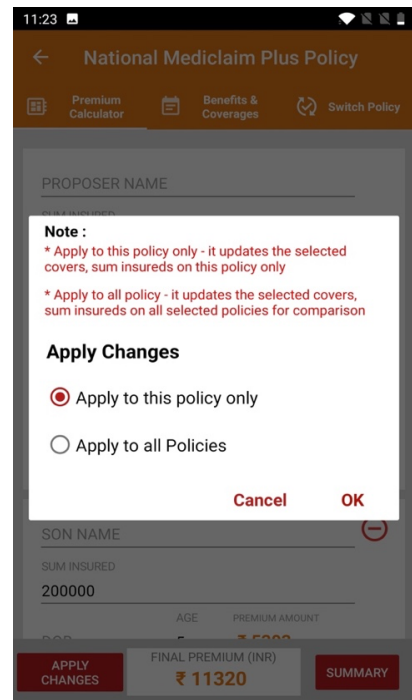 11:23
National Mediclaim Plus Policy
Premium
Calculator
Benefits &
Coverages
Switch Policy
PROPOSER NAME
SUM INSURED
Note :
* Apply to this policy only - it updates the selected
covers, sum insureds on this policy only
* Apply to all policy - it updates the selected covers,
sum insureds on all selected policies for comparison
Apply Changes
Apply to this policy only
Apply to all Policies
Cancel
OK
SON NAME
SUM INSURED
200000
AGE
PREMIUM AMOUNT
DOB
APPLY
CHANGES
FINAL PREMIUM (INR)
₹ 11320
SUMMARY